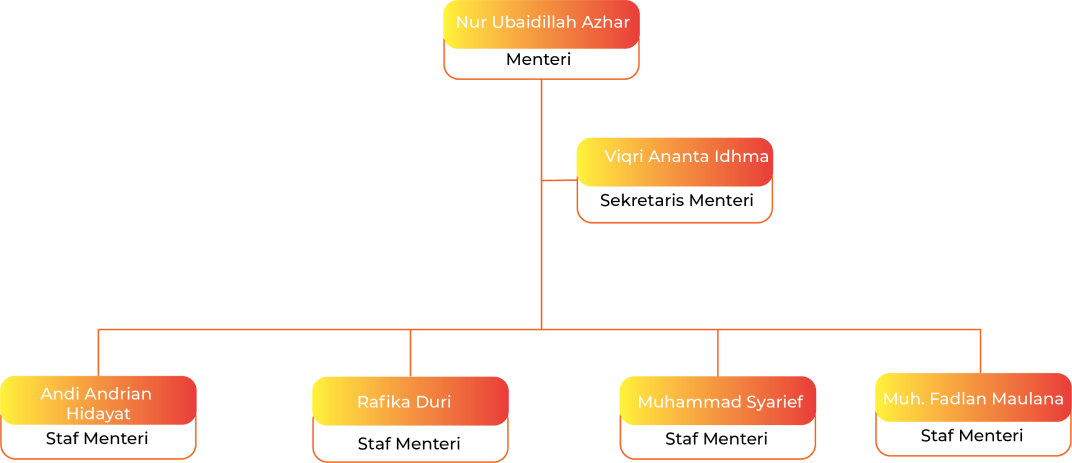 Nur Ubaidillah Azhar
Menteri
Viqri Ananta Idhma
Sekretaris Menteri
Andi Andrian
Hidayat
Staf Menteri
Rafika Duri
Staf Menteri
Muhammad Syarief
Staf Menteri
Muh. Fadlan Maulana
Staf Menteri